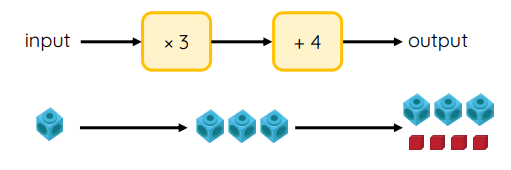 input × 3 + 4 output